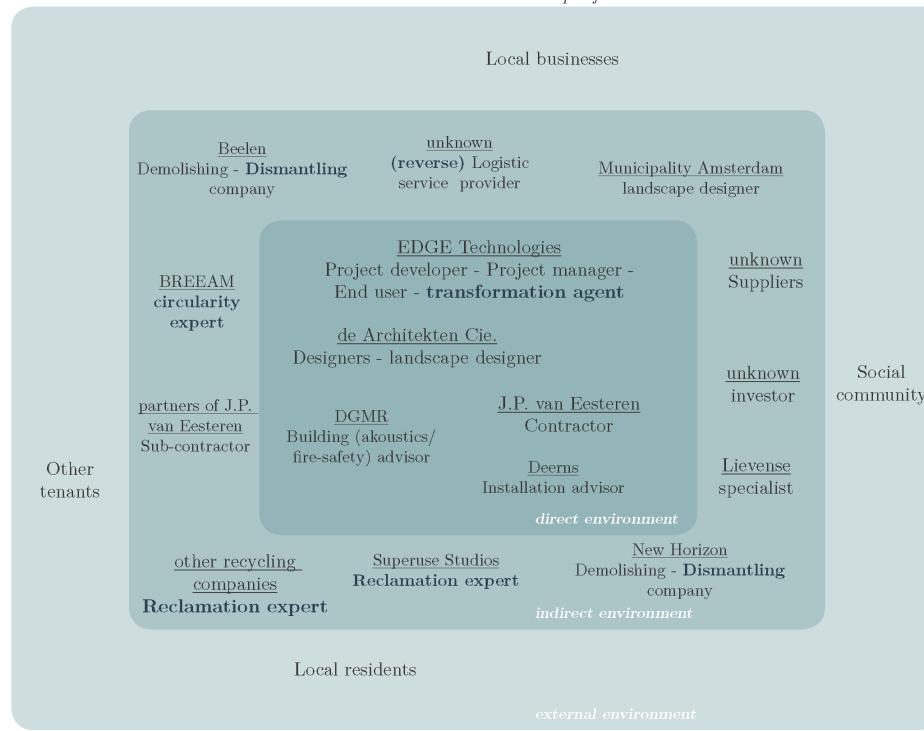 Local businesses
Beelen
Demolishing - Dismantling
company
unknown
(reverse) Logistic
service provider
Municipality Amsterdam
landscape designer
EDGE Technologies
Project developer - Project manager -
End user - transformation agent
de Architekten Cie.
Designers - landscape designer
DGMR
Building (akoustics/
fire-safety) advisor
J.P. van Eesteren
Contractor
Deerns
Installation advisor
direct environment
BREEAM
circularity
expert
partners of J.P.
van Eesteren
Sub-contractor
unknown
Suppliers
unknown
investor
Lievense
specialist
other recycling
companies
Reclamation expert
Superuse Studios
Reclamation expert
New Horizon
Demolishing - Dismantling
company
indirect environment
Other
tenants
Social
community
Local residents
external environment